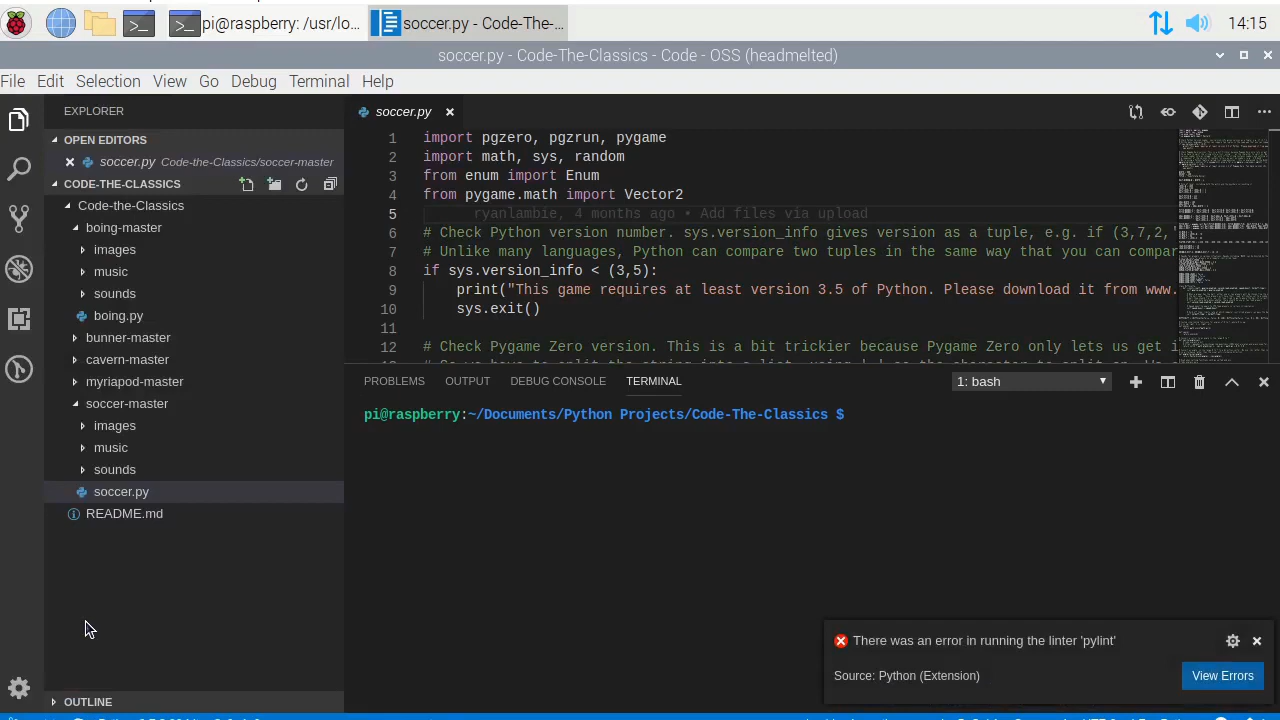 pi@raspberry: /usr/lo...
soccer.py - Code-The-...
14:15
soccer.py - Code-The-Classics - Code - OSS (headmelted)
File Edit Selection View Go Debug Terminal Help
EXPLORER
OPEN EDITORS
soccer.py Code-the-Classics/soccer-master
CODE-THE-CLASSICS
Code-the-Classics
boing-master
images
music
sounds
boing.py
bunner-master
cavern-master
myriapod-master
soccer-master
images
music
sounds
soccer.py
README.md
OUTLINE
soccer.py
1 import pgzero, pgzrun, pygame
2 import math, sys, random
3 from enum import Enum
4 from pygame.math import Vector2
5 ryanlambie, 4 months ago • Add files via upload
6 # Check Python version number. sys.version_info gives version as a tuple, e.g. if (3,7,2,'
7 # Unlike many languages, Python can compare two tuples in the same way that you can compar
8 if sys.version_info < (3,5):
9 print("This game requires at least version 3.5 of Python. Please download it from www.
10 sys.exit()
11
12 # Check Pygame Zero version. This is a bit trickier because Pygame Zero only lets us get i
PROBLEMS OUTPUT DEBUG CONSOLE TERMINAL
1: bash
pi@raspberry:~/Documents/Python Projects/Code-The-Classics $
There was an error in running the linter 'pylint'
Source: Python (Extension)
View Errors